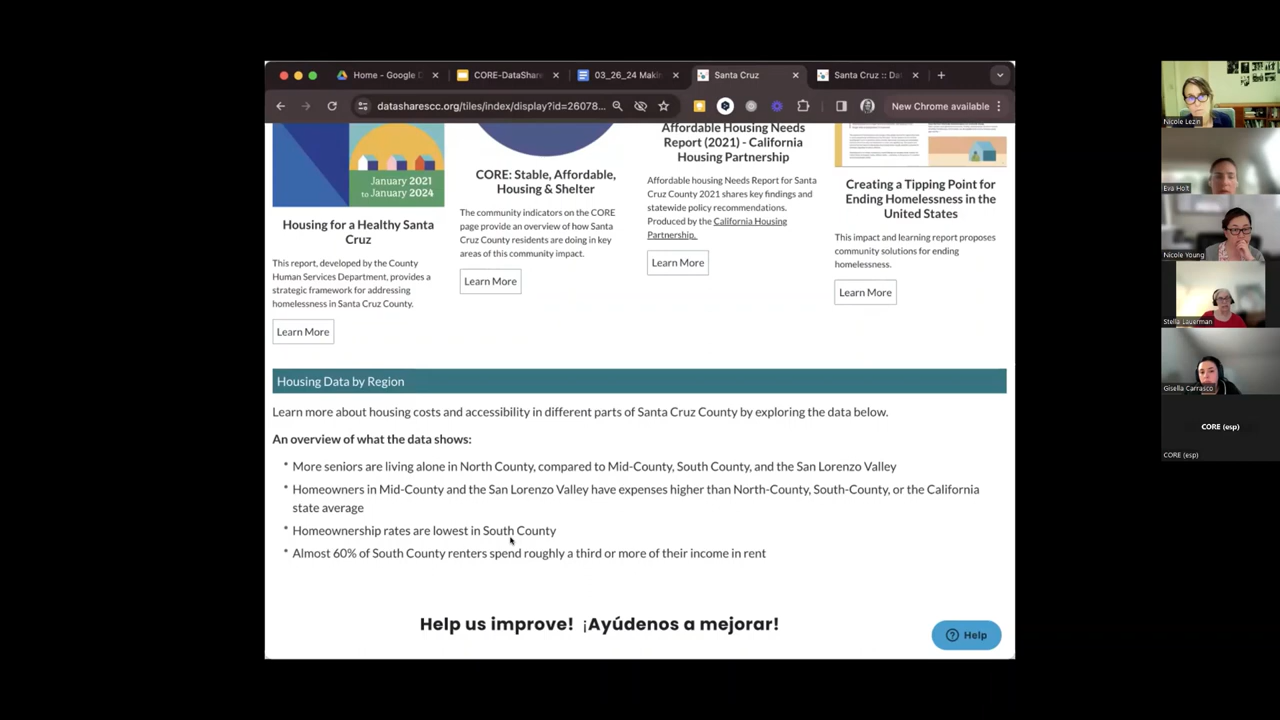 Home - Google D
CORE-DataShare
03_26_24 Makin
Santa Cruz
Santa Cruz :: Da
datasharescc.org/tiles/index/display?id=26078...
New Chrome available
January 2021
to January 2024
Housing for a Healthy Santa
Cruz
This report, developed by the County
Human Services Department, provides a
strategic framework for addressing
homelessness in Santa Cruz County.
Learn More
CORE: Stable, Affordable,
Housing & Shelter
The community indicators on the CORE
page provide an overview of how Santa
Cruz County residents are doing in key
areas of this community impact.
Learn More
Affordable Housing Needs
Report (2021) - California
Housing Partnership
Affordable housing Needs Report for Santa
Cruz County 2021 shares key findings and
statewide policy recommendations.
Produced by the California Housing
Partnership.
Learn More
Creating a Tipping Point for
Ending Homelessness in the
United States
This impact and learning report proposes
community solutions for ending
homelessness.
Learn More
Housing Data by Region
Learn more about housing costs and accessibility in different parts of Santa Cruz County by exploring the data below.
An overview of what the data shows:
* More seniors are living alone in North County, compared to Mid-County, South County, and the San Lorenzo Valley
* Homeowners in Mid-County and the San Lorenzo Valley have expenses higher than North-County, South-County, or the California
state average
* Homeownership rates are lowest in South County
* Almost 60% of South County renters spend roughly a third or more of their income in rent
Help us improve! ¡Ayúdenos a mejorar!
Help
Nicole Lezin
Eva Holt
Nicole Young
Stella Lauerman
Gisella Carrasco
CORE (esp)
CORE (esp)